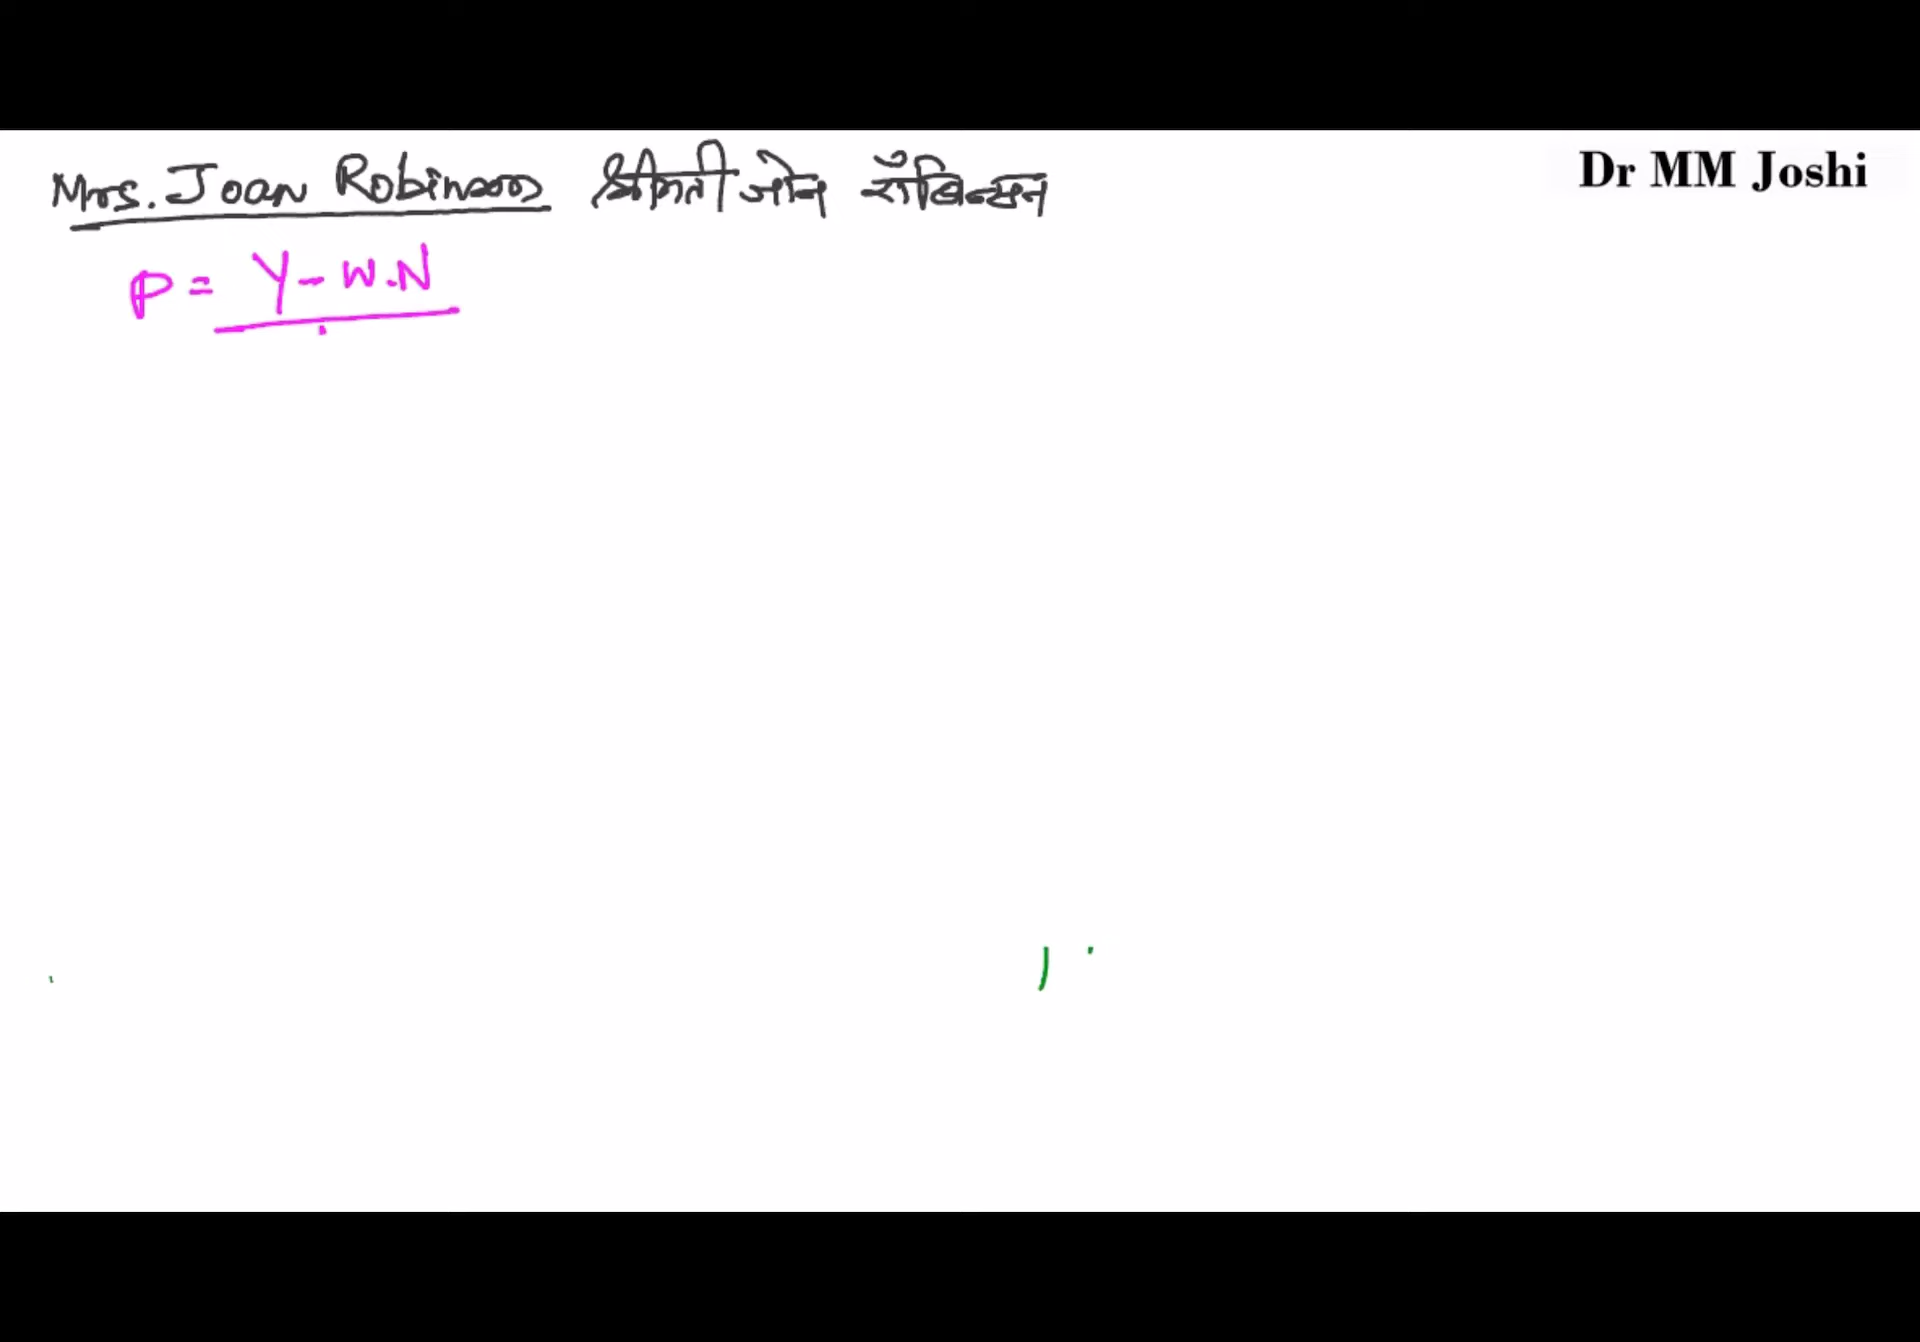 Mrs. Joan Robinson श्रीमती जोन रॉबिन्सन
Dr MM Joshi
P = Y - W.N